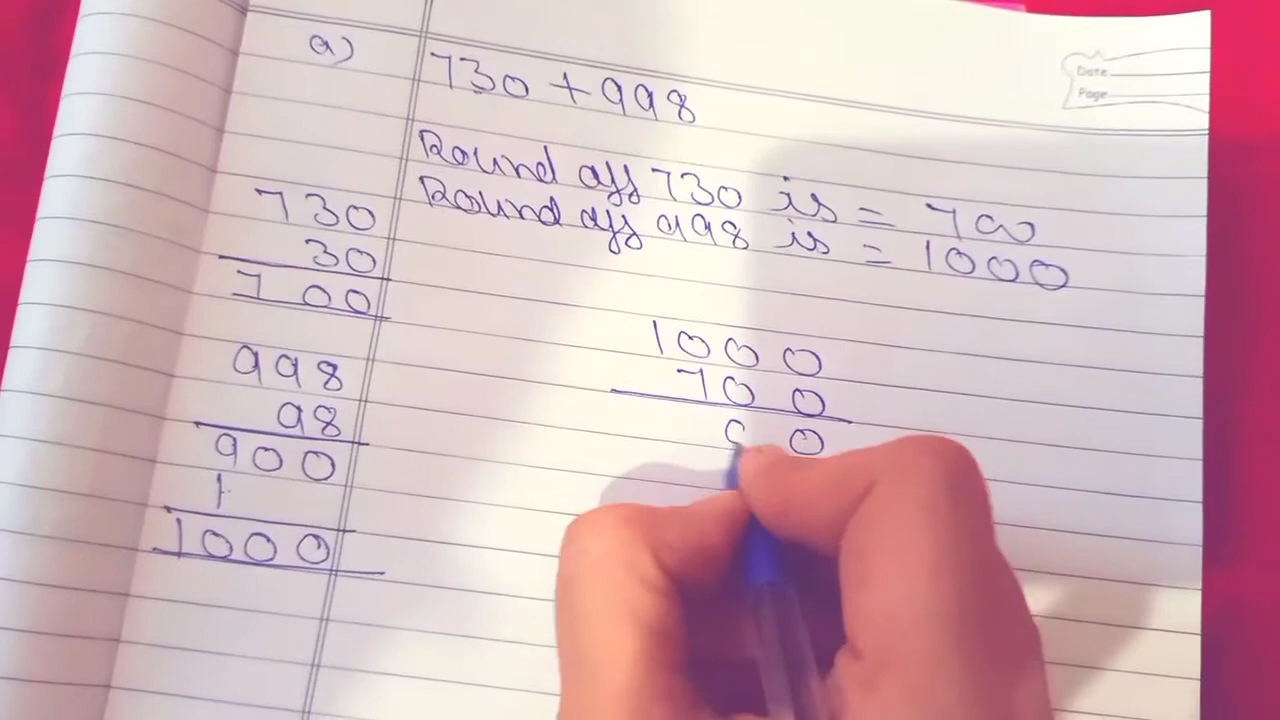 Date
Page
a) 730 + 998
Round off 730 is = 700
Round off 998 is = 1000
730
30
700
998
98
900
1
1000
1000
700
0